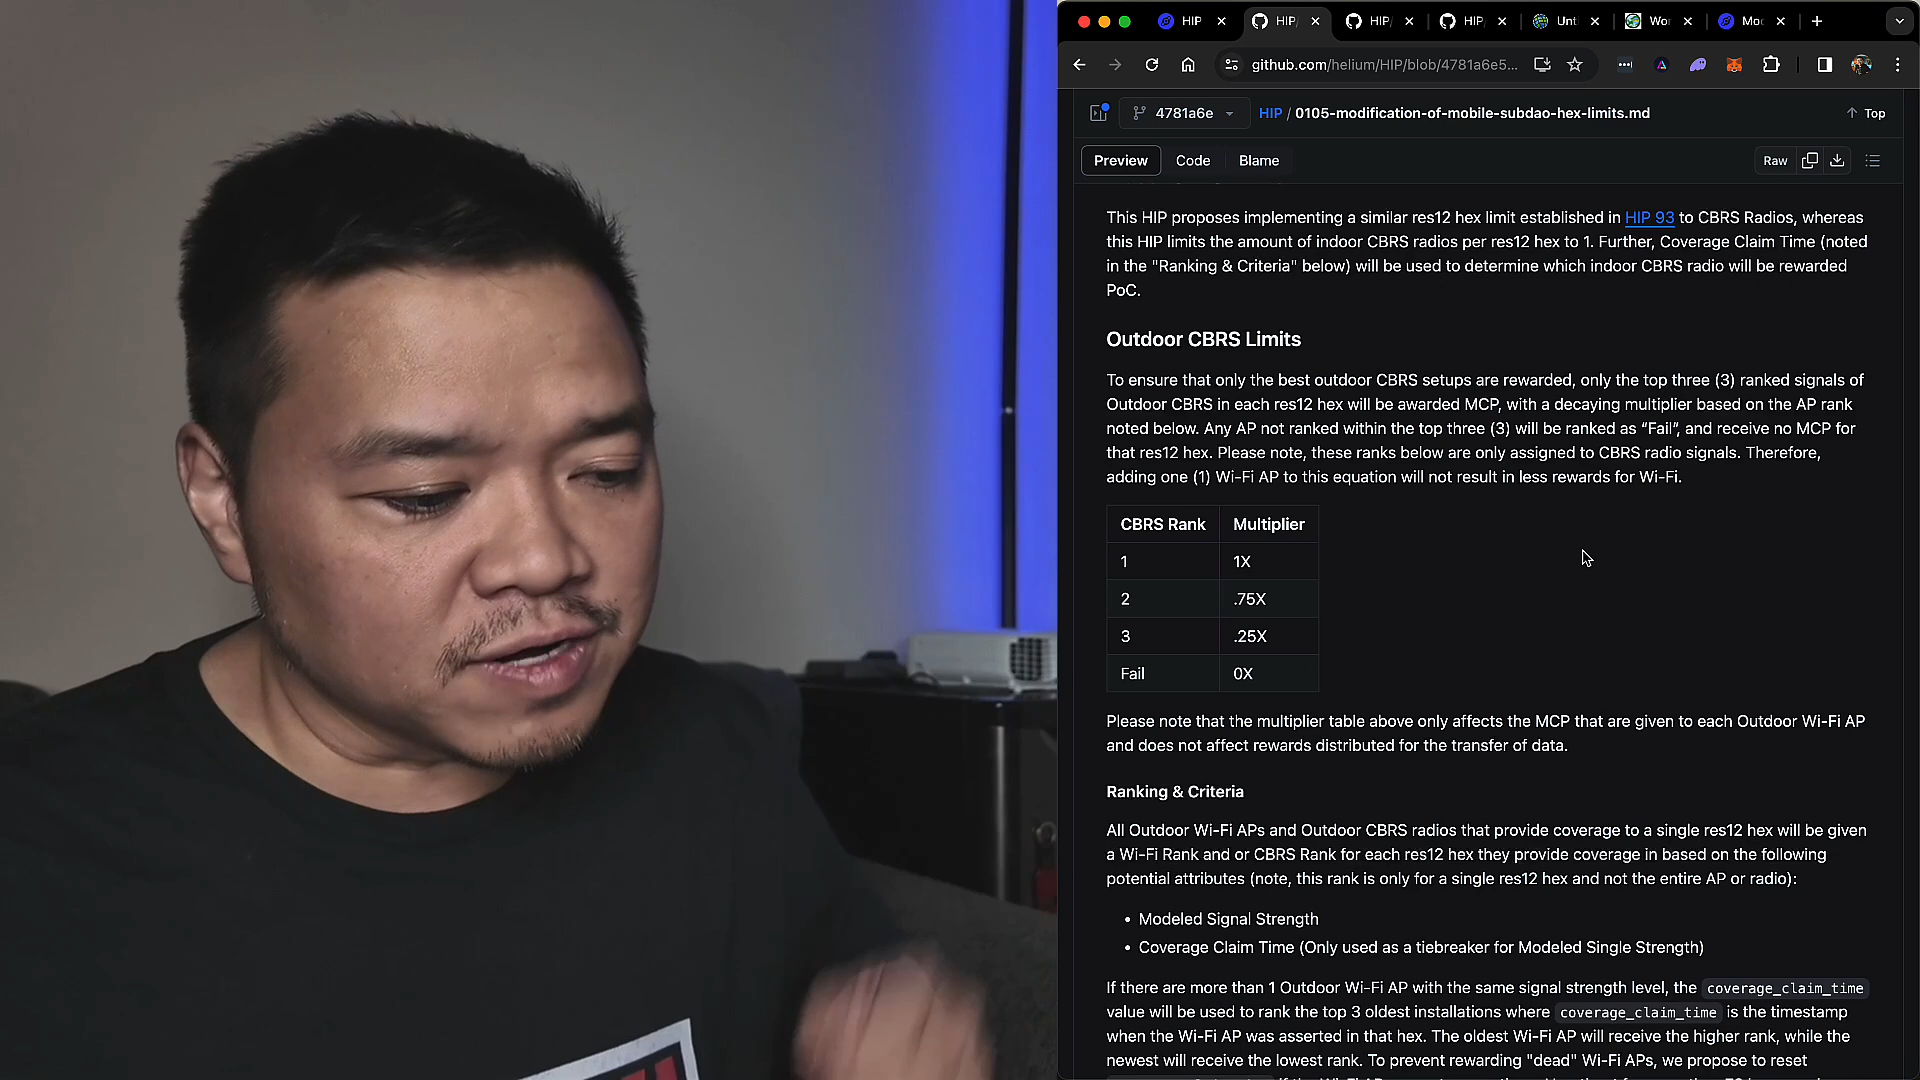 HIP
HIP/
HIP/
HIP/
Unt
Wor
Mo
github.com/helium/HIP/blob/4781a6e5...
4781a6e
HIP / 0105-modification-of-mobile-subdao-hex-limits.md
Top
Preview
Code
Blame
Raw
This HIP proposes implementing a similar res12 hex limit established in HIP 93 to CBRS Radios, whereas
this HIP limits the amount of indoor CBRS radios per res12 hex to 1. Further, Coverage Claim Time (noted
in the "Ranking & Criteria" below) will be used to determine which indoor CBRS radio will be rewarded
PoC.
Outdoor CBRS Limits
To ensure that only the best outdoor CBRS setups are rewarded, only the top three (3) ranked signals of
Outdoor CBRS in each res12 hex will be awarded MCP, with a decaying multiplier based on the AP rank
noted below. Any AP not ranked within the top three (3) will be ranked as “Fail”, and receive no MCP for
that res12 hex. Please note, these ranks below are only assigned to CBRS radio signals. Therefore,
adding one (1) Wi-Fi AP to this equation will not result in less rewards for Wi-Fi.
CBRS Rank Multiplier
1 1X
2 .75X
3 .25X
Fail 0X
Please note that the multiplier table above only affects the MCP that are given to each Outdoor Wi-Fi AP
and does not affect rewards distributed for the transfer of data.
Ranking & Criteria
All Outdoor Wi-Fi APs and Outdoor CBRS radios that provide coverage to a single res12 hex will be given
a Wi-Fi Rank and or CBRS Rank for each res12 hex they provide coverage in based on the following
potential attributes (note, this rank is only for a single res12 hex and not the entire AP or radio):
• Modeled Signal Strength
• Coverage Claim Time (Only used as a tiebreaker for Modeled Single Strength)
If there are more than 1 Outdoor Wi-Fi AP with the same signal strength level, the coverage_claim_time
value will be used to rank the top 3 oldest installations where coverage_claim_time is the timestamp
when the Wi-Fi AP was asserted in that hex. The oldest Wi-Fi AP will receive the higher rank, while the
newest will receive the lowest rank. To prevent rewarding "dead" Wi-Fi APs, we propose to reset